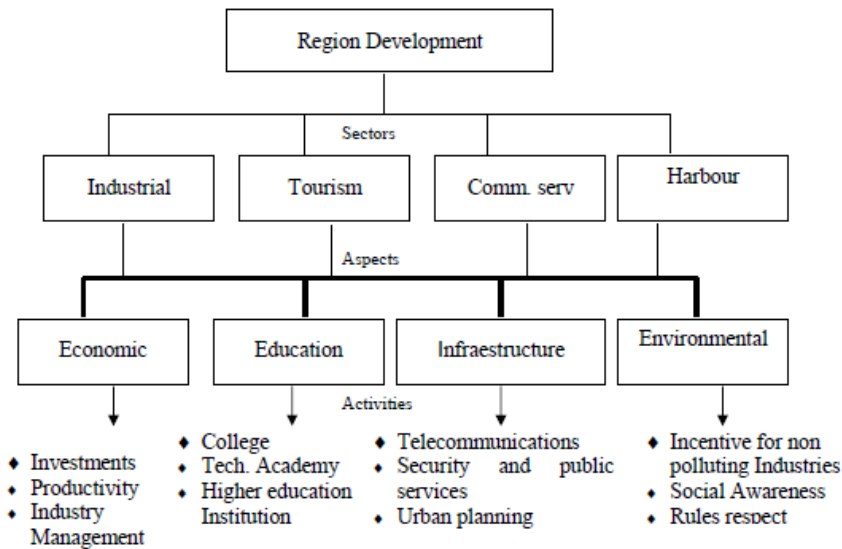 Region Development
Sectors
Industrial
Tourism
Comm. serv
Harbour
Aspects
Economic
Education
Infraestructure
Environmental
Activities
♦ Investments
♦ Productivity
♦ Industry
Management
♦ College
♦ Tech. Academy
♦ Higher education
Institution
♦ Telecommunications
♦ Security and public
services
♦ Urban planning
♦ Incentive for non
polluting Industries
♦ Social Awareness
♦ Rules respect